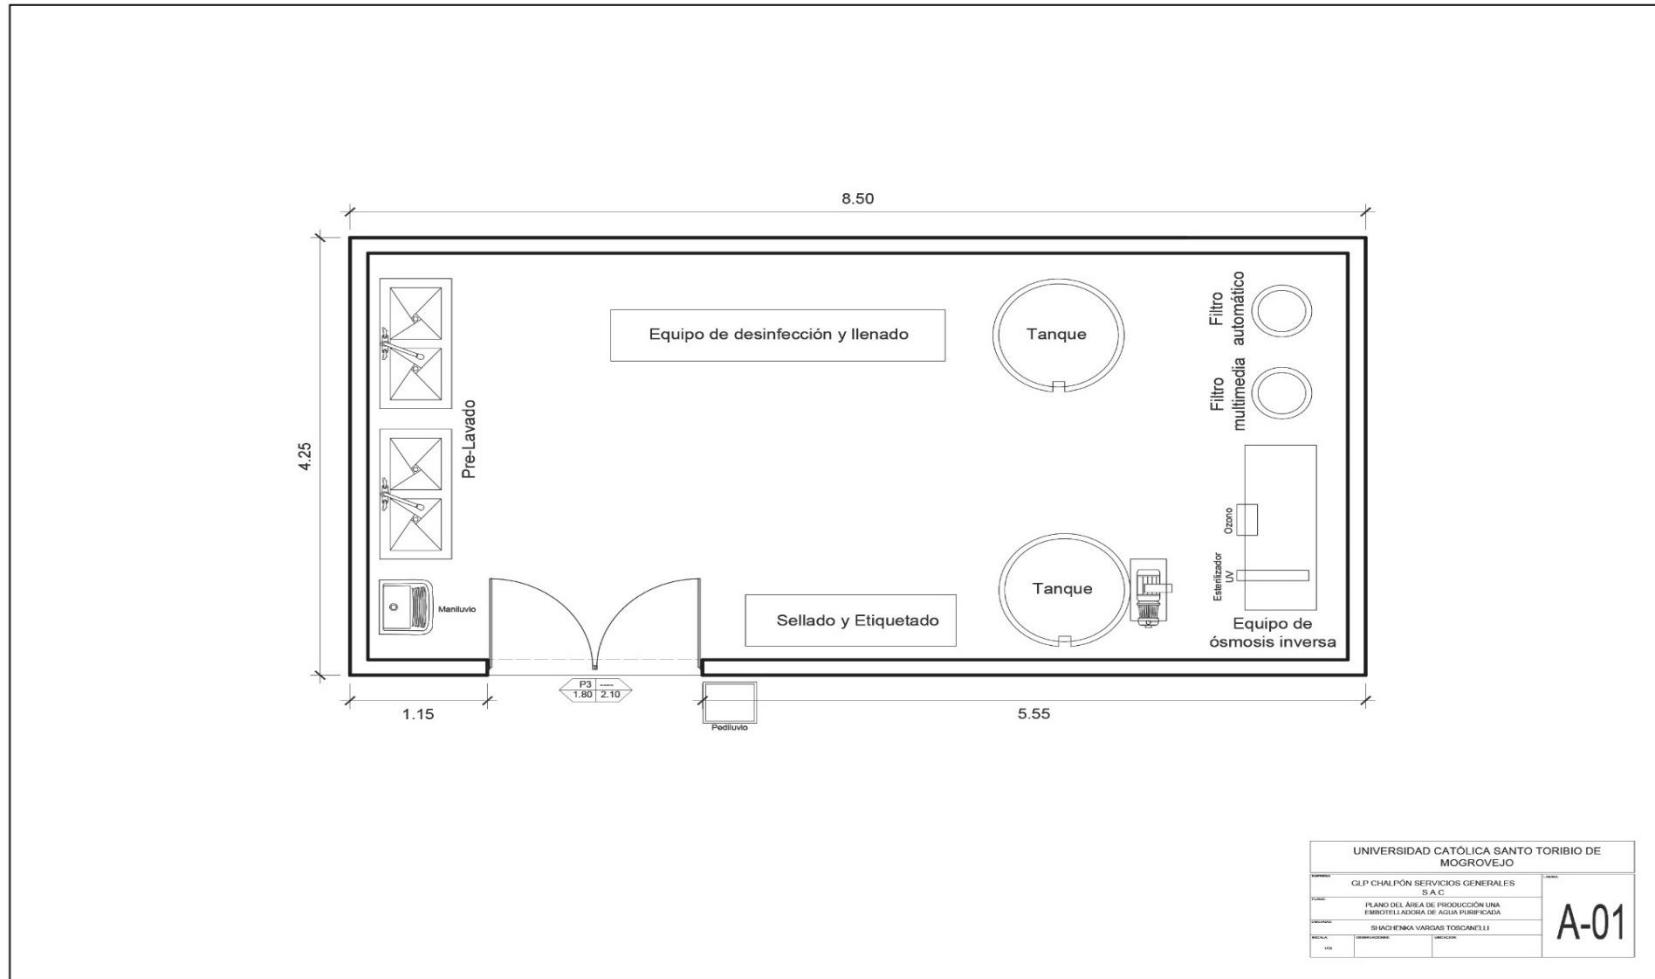 8.50
4.25
Equipo de desinfección y llenado
Tanque
Filtro
automático
Filtro
multimedia
Pre-Lavado
Ozono
Esterilizador
UV
Maniluvio
Sellado y Etiquetado
Tanque
Equipo de
ósmosis inversa
P3 ----
1.80 2.10
1.15
5.55
Pediluvio
UNIVERSIDAD CATÓLICA SANTO TORIBIO DE
MOGROVEJO
GLP CHALPÓN SERVICIOS GENERALES
S.A.C
PLANO DEL ÁREA DE PRODUCCIÓN UNA
EMBOTELLADORA DE AGUA PURIFICADA
SHACHENKA VARGAS TOSCANELLI
A-01